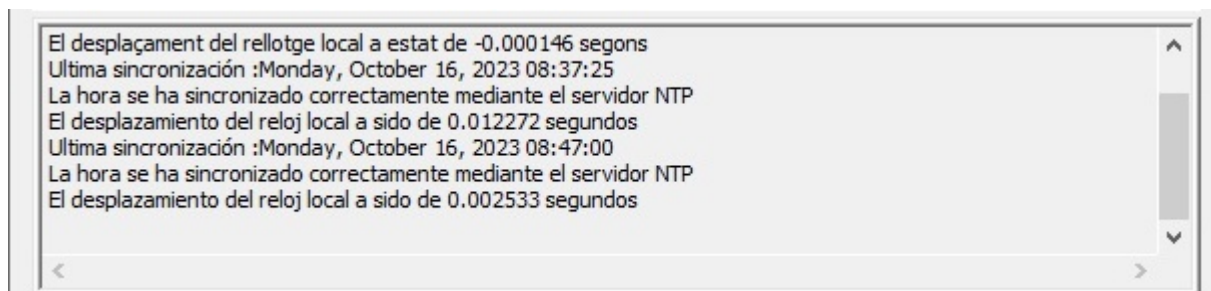 El desplaçament del rellotge local a estat de -0.000146 segons
Ultima sincronización :Monday, October 16, 2023 08:37:25
La hora se ha sincronizado correctamente mediante el servidor NTP
El desplazamiento del reloj local a sido de 0.012272 segundos
Ultima sincronización :Monday, October 16, 2023 08:47:00
La hora se ha sincronizado correctamente mediante el servidor NTP
El desplazamiento del reloj local a sido de 0.002533 segundos